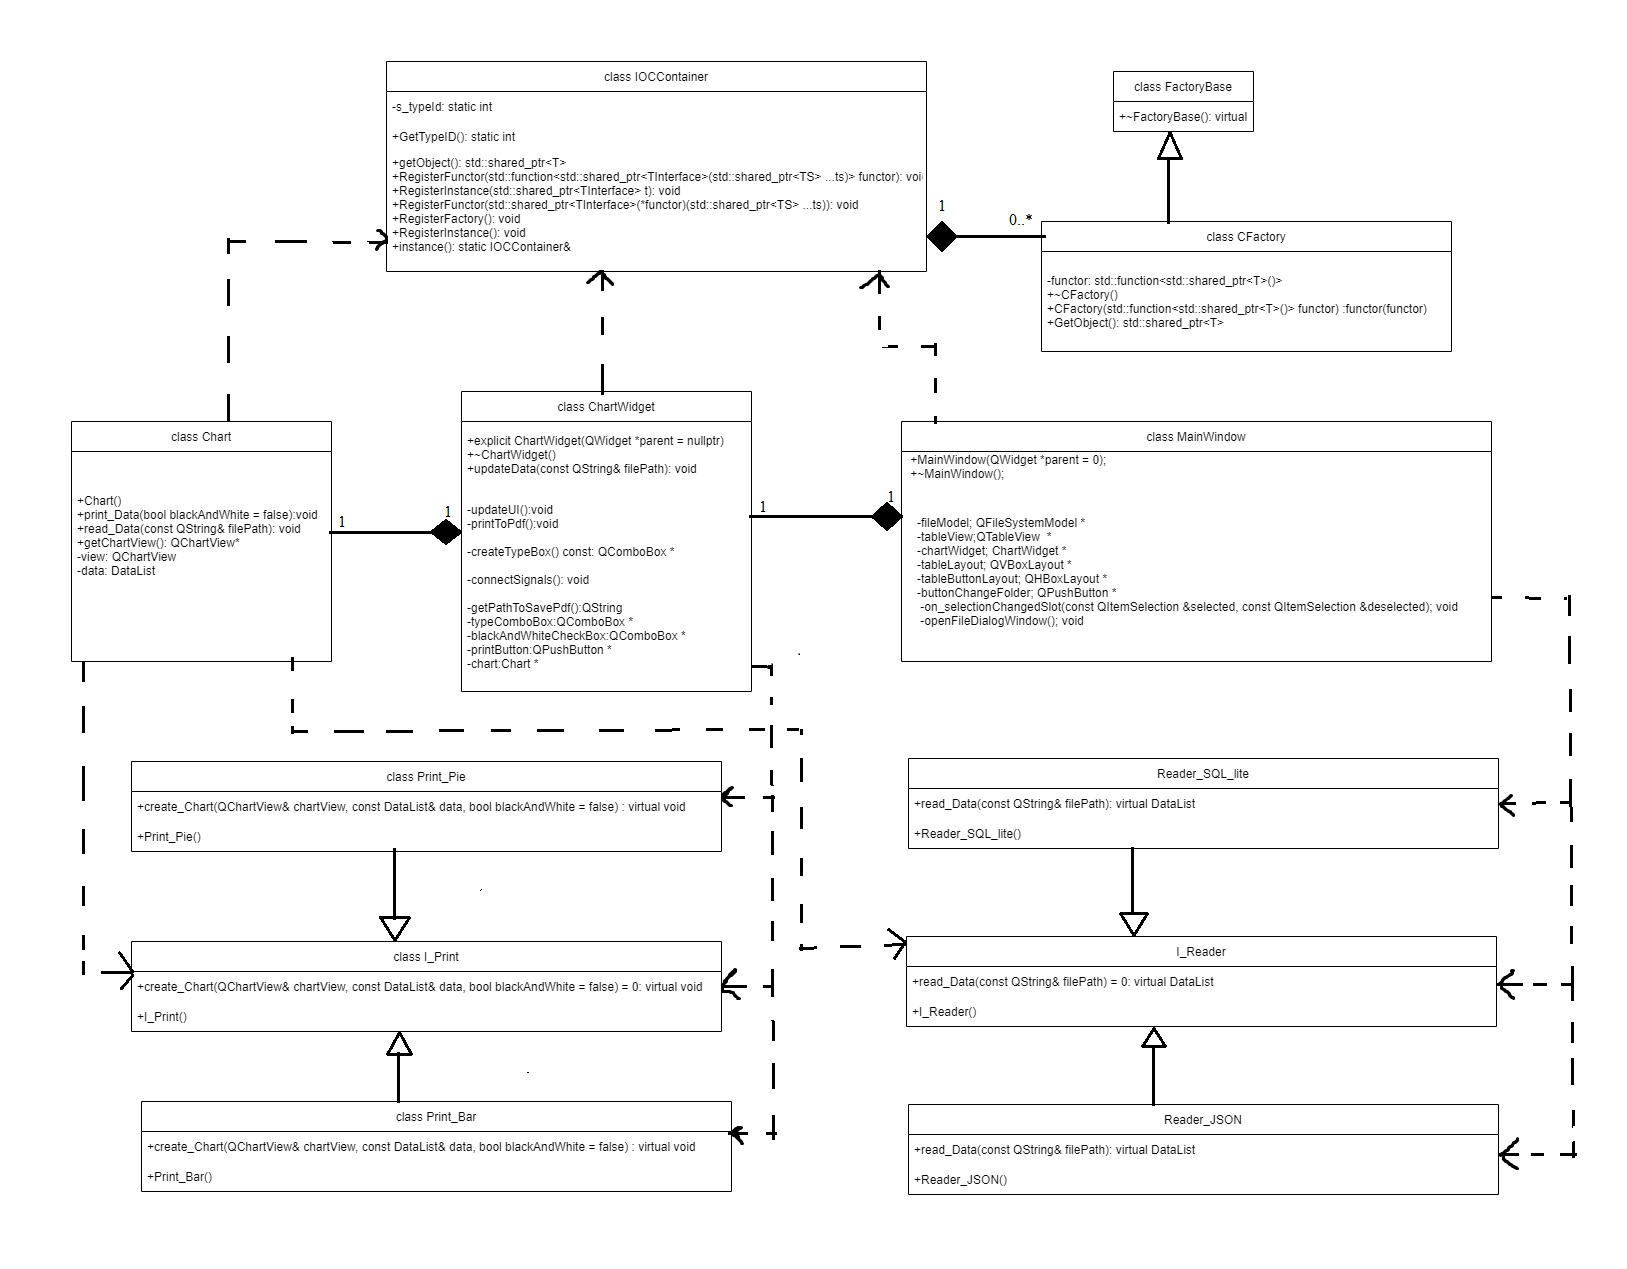 class IOCContainer
-s_typeId: static int
+GetTypeID(): static int
+getObject(): std::shared_ptr<T>
+RegisterFunctor(std::function<std::shared_ptr<TInterface>(std::shared_ptr<TS> ...ts)> functor): voi
+RegisterInstance(std::shared_ptr<TInterface> t): void
+RegisterFunctor(std::shared_ptr<TInterface>(*functor)(std::shared_ptr<TS> ...ts)): void
+RegisterFactory(): void
+RegisterInstance(): void
+instance(): static IOCContainer&
class FactoryBase
+~FactoryBase(): virtual
1
0..*
class CFactory
-functor: std::function<std::shared_ptr<T>()>
+~CFactory()
+CFactory(std::function<std::shared_ptr<T>()> functor) :functor(functor)
+GetObject(): std::shared_ptr<T>
class Chart
+Chart()
+print_Data(bool blackAndWhite = false):void
+read_Data(const QString& filePath): void
+getChartView(): QChartView*
-view: QChartView
-data: DataList
1
1
class ChartWidget
+explicit ChartWidget(QWidget *parent = nullptr)
+~ChartWidget()
+updateData(const QString& filePath): void
-updateUI():void
-printToPdf():void
-createTypeBox() const: QComboBox *
-connectSignals(): void
-getPathToSavePdf():QString
-typeComboBox:QComboBox *
-blackAndWhiteCheckBox:QComboBox *
-printButton:QPushButton *
-chart:Chart *
1
1
class MainWindow
+MainWindow(QWidget *parent = 0);
+~MainWindow();
-fileModel; QFileSystemModel *
-tableView;QTableView *
-chartWidget; ChartWidget *
-tableLayout; QVBoxLayout *
-tableButtonLayout; QHBoxLayout *
-buttonChangeFolder; QPushButton *
-on_selectionChangedSlot(const QItemSelection &selected, const QItemSelection &deselected); void
-openFileDialogWindow(); void
class Print_Pie
+create_Chart(QChartView& chartView, const DataList& data, bool blackAndWhite = false) : virtual void
+Print_Pie()
Reader_SQL_lite
+read_Data(const QString& filePath): virtual DataList
+Reader_SQL_lite()
class I_Print
+create_Chart(QChartView& chartView, const DataList& data, bool blackAndWhite = false) = 0: virtual void
+I_Print()
I_Reader
+read_Data(const QString& filePath) = 0: virtual DataList
+I_Reader()
class Print_Bar
+create_Chart(QChartView& chartView, const DataList& data, bool blackAndWhite = false) : virtual void
+Print_Bar()
Reader_JSON
+read_Data(const QString& filePath): virtual DataList
+Reader_JSON()